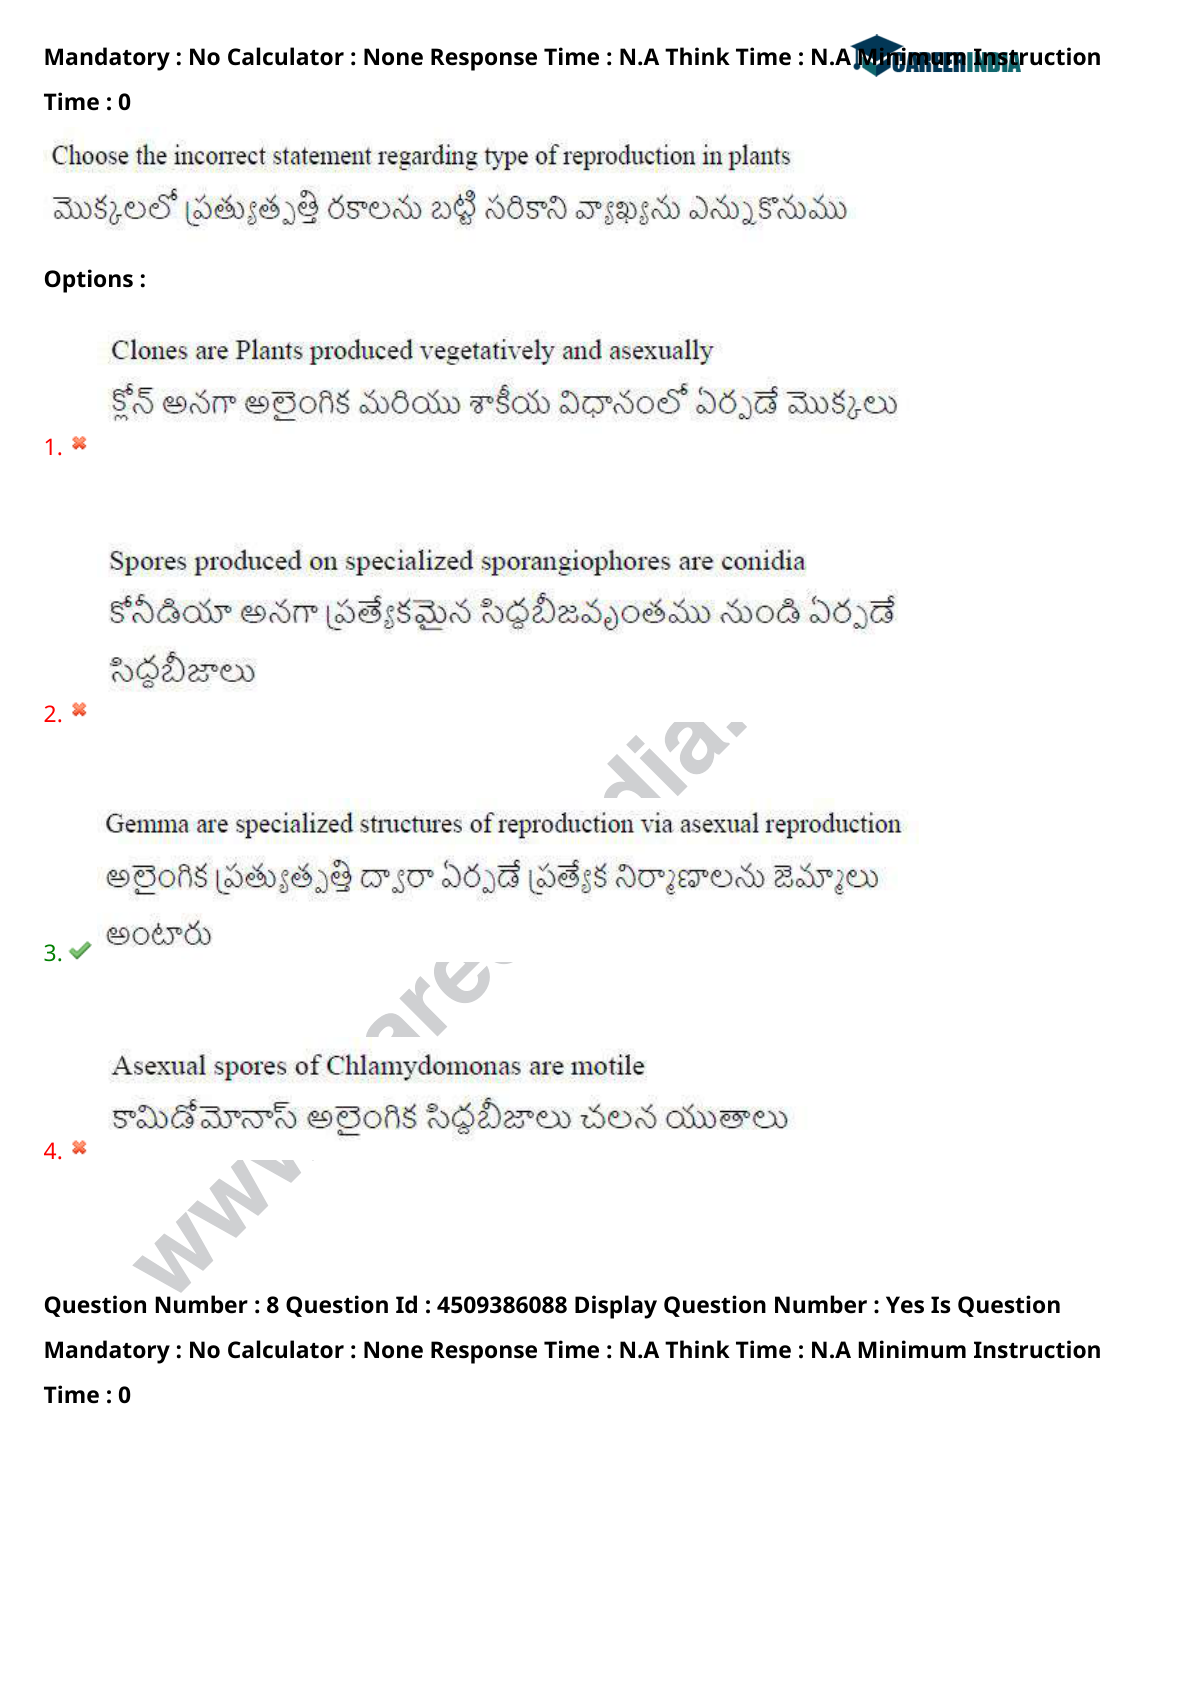 Mandatory : No Calculator : None Response Time : N.A Think Time : N.A Minimum Instruction
CAREERINDIA
Time : 0
Choose the incorrect statement regarding type of reproduction in plants
మొక్కలలో ప్రత్యుత్పత్తి రకాలను బట్టి సరికాని వ్యాఖ్యను ఎన్నుకొనుము
Options :
Clones are Plants produced vegetatively and asexually
క్లోన్ అనగా అలైంగిక మరియు శాకీయ విధానంలో ఏర్పడే మొక్కలు
1.
Spores produced on specialized sporangiophores are conidia
కోనీడియా అనగా ప్రత్యేకమైన సిద్ధబీజవృంతము నుండి ఏర్పడే
సిద్ధబీజాలు
2.
Gemma are specialized structures of reproduction via asexual reproduction
అలైంగిక ప్రత్యుత్పత్తి ద్వారా ఏర్పడే ప్రత్యేక నిర్మాణాలను జెమ్మాలు
అంటారు
3.
Asexual spores of Chlamydomonas are motile
కామిడోమోనాస్ అలైంగిక సిద్ధబీజాలు చలన యుతాలు
4.
Question Number : 8 Question Id : 4509386088 Display Question Number : Yes Is Question
Mandatory : No Calculator : None Response Time : N.A Think Time : N.A Minimum Instruction
Time : 0